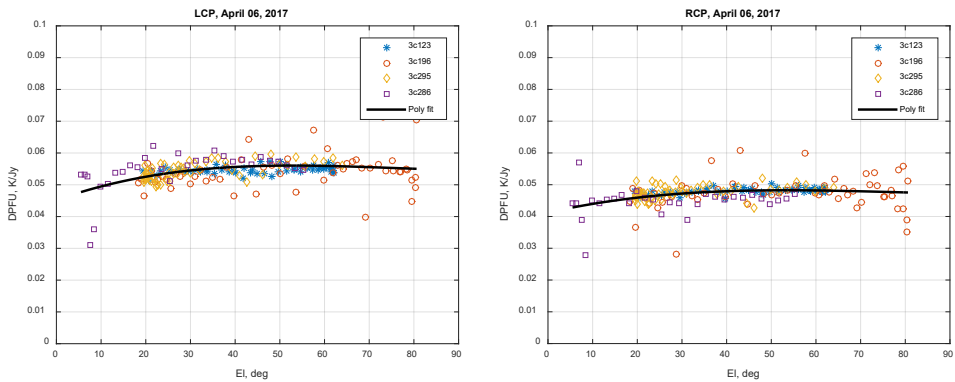 LCP, April 06, 2017
0.1
0.09
0.08
0.07
0.06
0.05
0.04
0.03
0.02
0.01
0
DPFU, K/Jy
3c123
3c196
3c295
3c286
Poly fit
0 10 20 30 40 50 60 70 80 90
El, deg
RCP, April 06, 2017
0.1
0.09
0.08
0.07
0.06
0.05
0.04
0.03
0.02
0.01
0
DPFU, K/Jy
3c123
3c196
3c295
3c286
Poly fit
0 10 20 30 40 50 60 70 80 90
El, deg